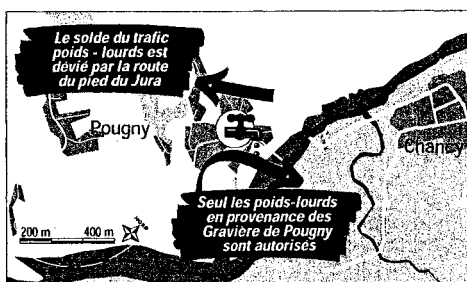 Le solde du trafic
poids - lourds est
dévié par la route
du pied du Jura
Pougny
Chancy
Seul les poids-lourds
en provenance des
Gravière de Pougny
sont autorisés
200 m 400 m